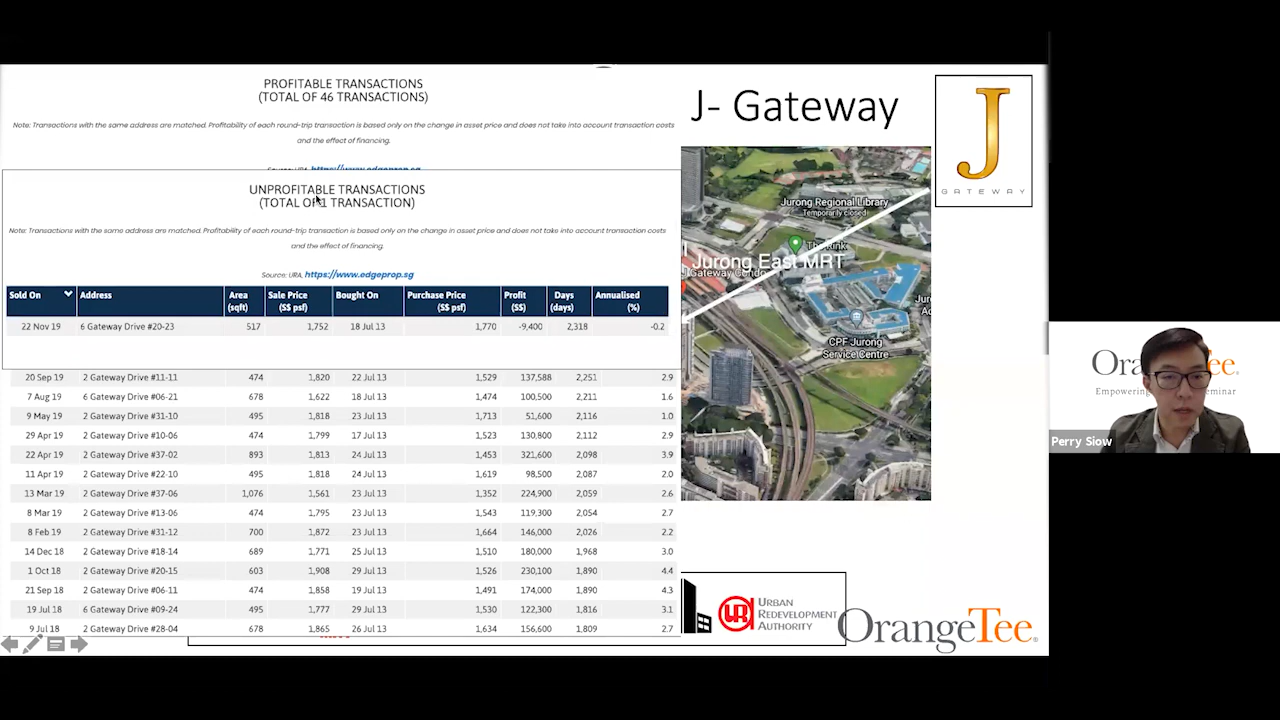 PROFITABLE TRANSACTIONS
(TOTAL OF 46 TRANSACTIONS)
Note: Transactions with the same address are matched. Profitability of each round-trip transaction is based only on the change in asset price and does not take into account transaction costs
and the effect of financing.
Source: URA, https://www.edgeprop.sg
UNPROFITABLE TRANSACTIONS
(TOTAL OF 1 TRANSACTION)
Note: Transactions with the same address are matched. Profitability of each round-trip transaction is based only on the change in asset price and does not take into account transaction costs
and the effect of financing.
Source: URA, https://www.edgeprop.sg
Sold On Address Area (sqft) Sale Price (S$ psf) Bought On Purchase Price (S$ psf) Profit (S$) Days (days) Annualised (%)
22 Nov 19 6 Gateway Drive #20-23 517 1,752 18 Jul 13 1,770 -9,400 2,318 -0.2
20 Sep 19 2 Gateway Drive #11-11 474 1,820 22 Jul 13 1,529 137,588 2,251 2.9
7 Aug 19 6 Gateway Drive #06-21 678 1,622 18 Jul 13 1,474 100,500 2,211 1.6
9 May 19 2 Gateway Drive #31-10 495 1,818 23 Jul 13 1,713 51,600 2,116 1.0
29 Apr 19 2 Gateway Drive #10-06 474 1,799 17 Jul 13 1,523 130,800 2,112 2.9
22 Apr 19 2 Gateway Drive #37-02 893 1,813 24 Jul 13 1,453 321,600 2,098 3.9
11 Apr 19 2 Gateway Drive #22-10 495 1,818 24 Jul 13 1,619 98,500 2,087 2.0
13 Mar 19 2 Gateway Drive #37-06 1,076 1,561 23 Jul 13 1,352 224,900 2,059 2.6
8 Mar 19 2 Gateway Drive #13-06 474 1,795 23 Jul 13 1,543 119,300 2,054 2.7
8 Feb 19 2 Gateway Drive #31-12 700 1,872 23 Jul 13 1,664 146,000 2,026 2.2
14 Dec 18 2 Gateway Drive #18-14 689 1,771 25 Jul 13 1,510 180,000 1,968 3.0
1 Oct 18 2 Gateway Drive #20-15 603 1,908 29 Jul 13 1,526 230,100 1,890 4.4
21 Sep 18 2 Gateway Drive #06-11 474 1,858 19 Jul 13 1,491 174,000 1,890 4.3
19 Jul 18 6 Gateway Drive #09-24 495 1,777 29 Jul 13 1,530 122,300 1,816 3.1
9 Jul 18 2 Gateway Drive #28-04 678 1,865 26 Jul 13 1,634 156,600 1,809 2.7
J- Gateway
J
GATEWAY
Jurong Regional Library
Temporarily closed
The Rink
Jurong East MRT
J Gateway Condo
CPF Jurong
Service Centre
URBAN
REDEVELOPMENT
AUTHORITY
OrangeTee
Perry Siow